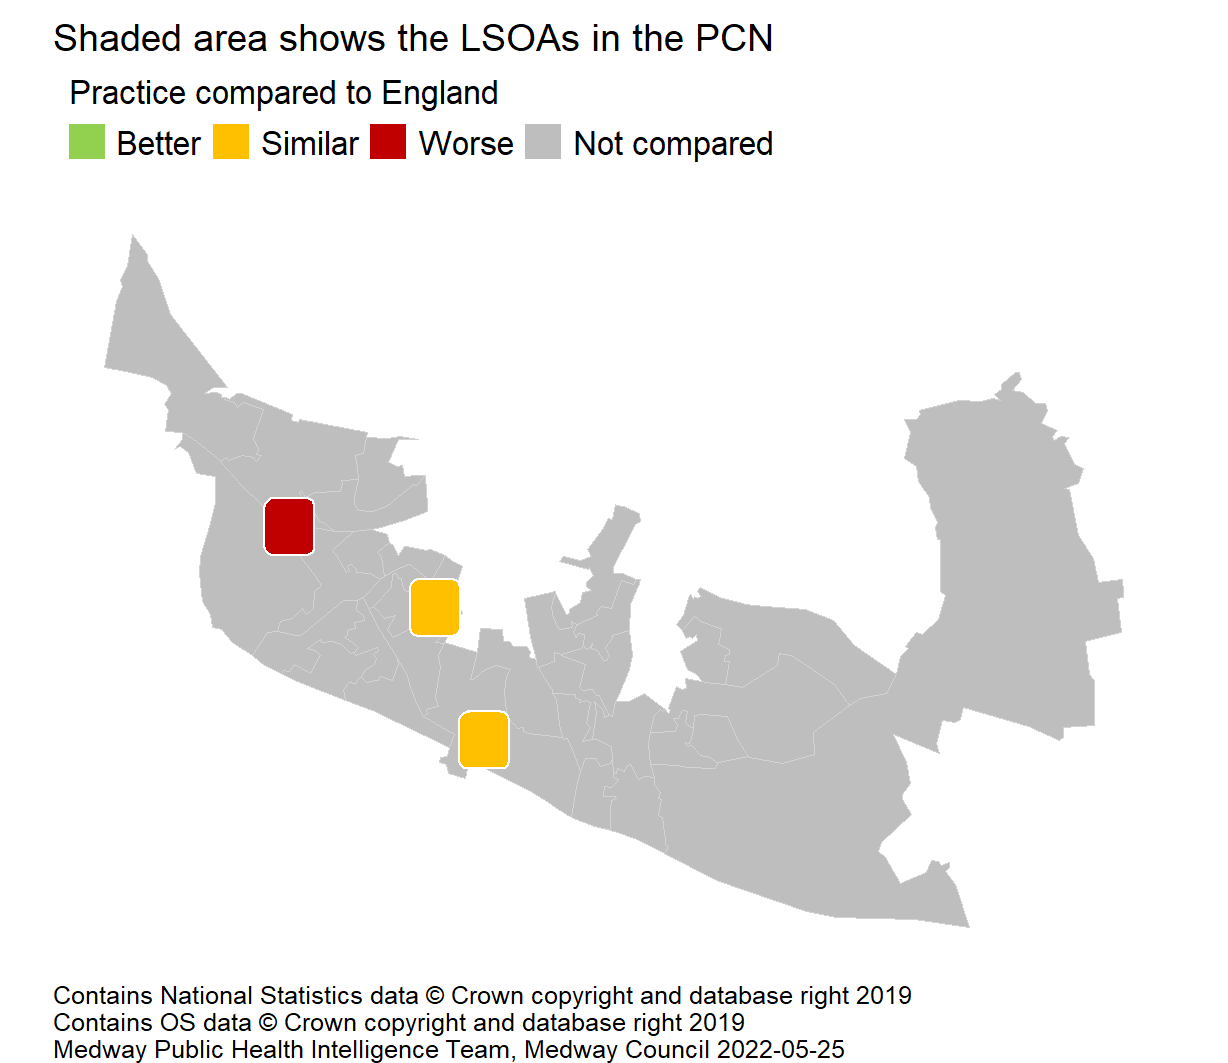 Shaded area shows the LSOAs in the PCN
Practice compared to England
Better Similar Worse Not compared
Contains National Statistics data © Crown copyright and database right 2019
Contains OS data © Crown copyright and database right 2019
Medway Public Health Intelligence Team, Medway Council 2022-05-25